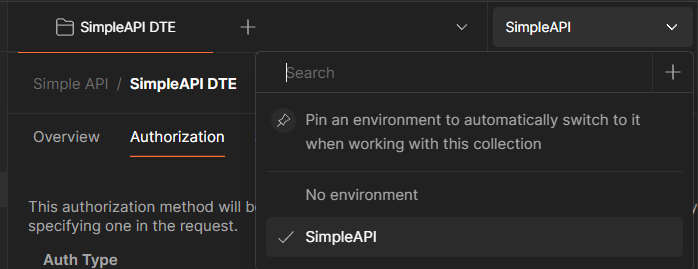 SimpleAPI DTE
SimpleAPI
Simple API / SimpleAPI DTE
Search
Overview
Authorization
Pin an environment to automatically switch to it
when working with this collection
No environment
This authorization method will be
specifying one in the request.
SimpleAPI
Auth Type